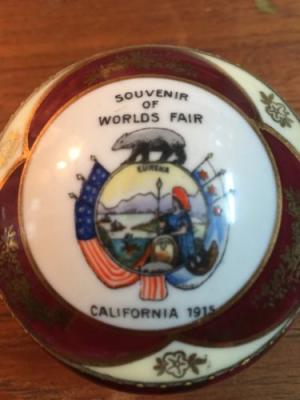 SOUVENIR
OF
WORLDS FAIR
EUREKA
CALIFORNIA 1915